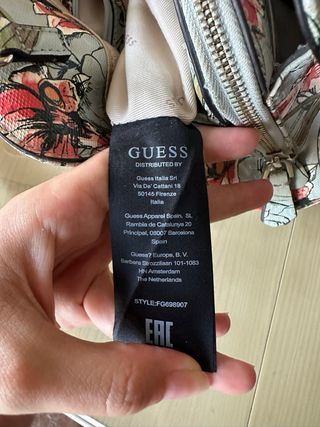 GUESS
DISTRIBUTED BY
Guess Italia Srl
Via De' Cattani 18
50145 Firenze
Italia
Guess Apparel Spain, SL
Rambla de Catalunya 20
Principal, 08007 Barcelona
Spain
Guess? Europe, B. V.
Barbara Strozzilaan 101-1083
HN Amsterdam
The Netherlands
STYLE:FG698907
EAC